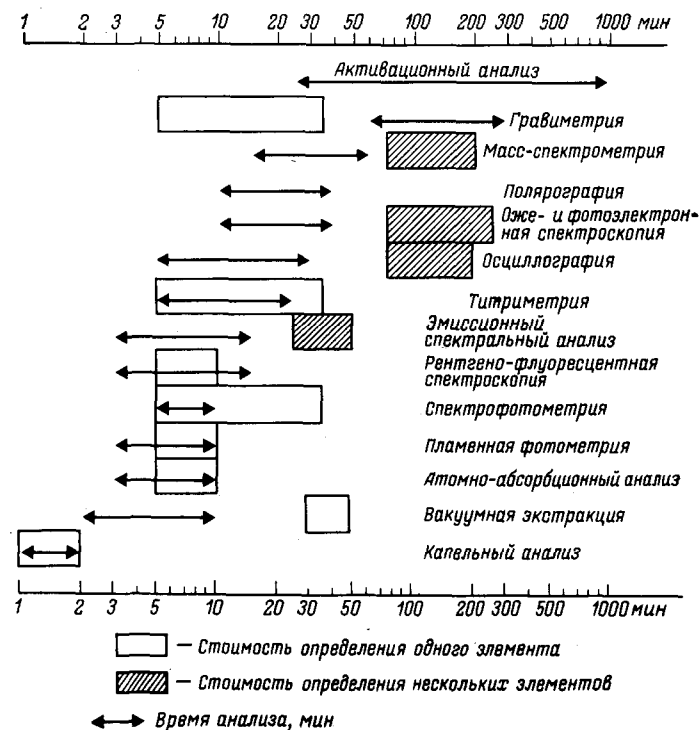 1 2 3 5 10 20 30 50 100 200 300 500 1000 мин
Активационный анализ
Гравиметрия
Масс-спектрометрия
Полярография
Оже- и фотоэлектрон-
ная спектроскопия
Осциллография
Титриметрия
Эмиссионный
спектральный анализ
Рентгено-флуоресцентная
спектроскопия
Спектрофотометрия
Пламенная фотометрия
Атомно-абсорбционный анализ
Вакуумная экстракция
Капельный анализ
1 2 3 5 10 20 30 50 100 200 300 500 1000 мин
— Стоимость определения одного элемента
— Стоимость определения нескольких элементов
Время анализа, мин